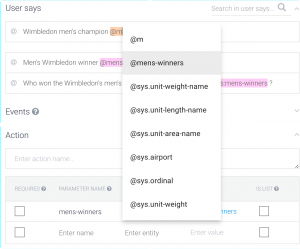 User says
Search in user says...
@ Wimbledon men's champion @m
@ Men's Winner @mens
@ Who won the Wimbledon's men's s:mens-winners ?
@m
@mens-winners
@sys.unit-weight-name
@sys.unit-length-name
@sys.unit-area-name
@sys.airport
@sys.ordinal
@sys.unit-weight
Events
Action
Enter action name...
REQUIRED PARAMETER NAME IS LIST
mens-winners winners
Enter name Enter entity Enter value